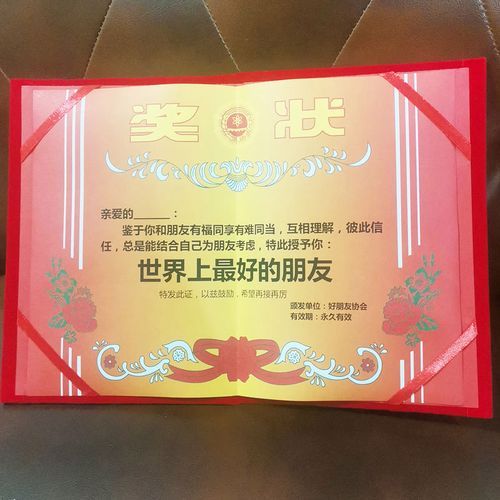 奖状
亲爱的______：
鉴于你和朋友有福同享有难同当，互相理解，彼此信
任，总是能结合自己为朋友考虑，特此授予你：
世界上最好的朋友
特发此证，以兹鼓励，希望再接再厉
颁发单位：好朋友协会
有效期：永久有效